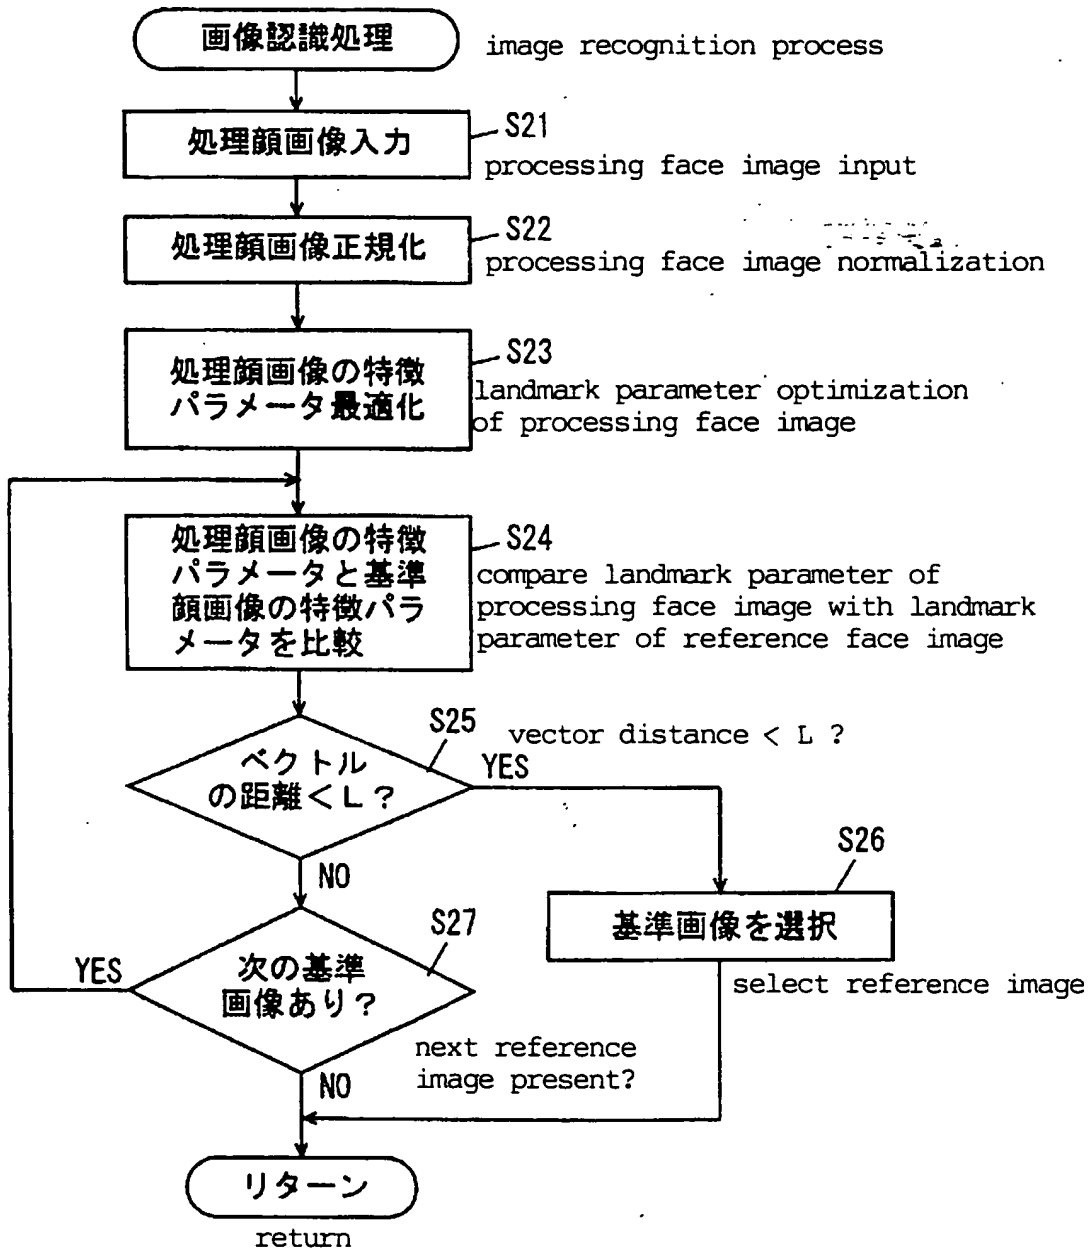 画像認識処理
image recognition process
処理顔画像入力
S21
processing face image input
処理顔画像正規化
S22
processing face image normalization
処理顔画像の特徴
パラメータ最適化
S23
landmark parameter optimization
of processing face image
処理顔画像の特徴
パラメータと基準
顔画像の特徴パラ
メータを比較
S24
compare landmark parameter of
processing face image with landmark
parameter of reference face image
S25
vector distance < L ?
ベクトル
の距離<L?
YES
NO
S26
基準画像を選択
select reference image
S27
次の基準
画像あり?
YES
next reference
image present?
NO
リターン
return